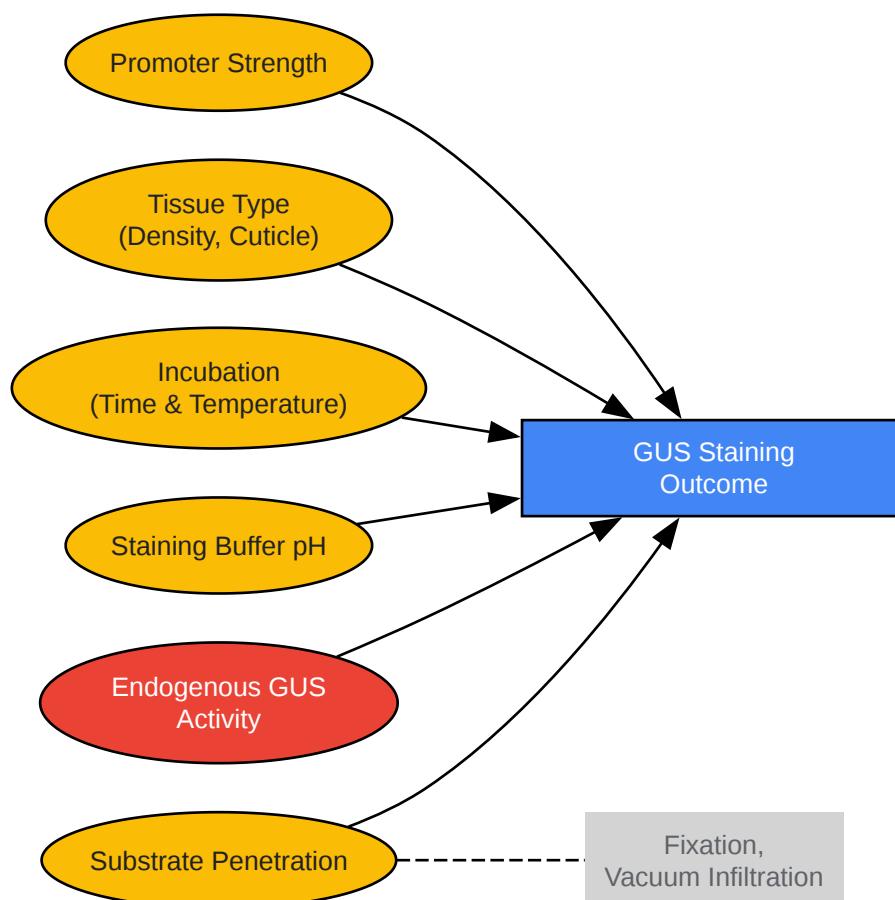 Promoter Strength
Tissue Type
(Density, Cuticle)
Incubation
(Time & Temperature)
GUS Staining
Outcome
Staining Buffer pH
Endogenous GUS
Activity
Substrate Penetration
Fixation,
Vacuum Infiltration